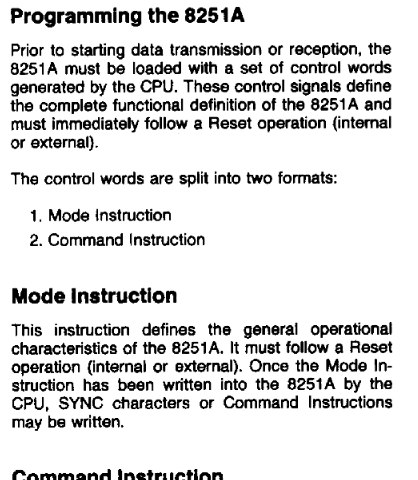 Programming the 8251A
Prior to starting data transmission or reception, the
8251A must be loaded with a set of control words
generated by the CPU. These control signals define
the complete functional definition of the 8251A and
must immediately follow a Reset operation (internal
or external).
The control words are split into two formats:
1. Mode Instruction
2. Command Instruction
Mode Instruction
This instruction defines the general operational
characteristics of the 8251A. It must follow a Reset
operation (internal or external). Once the Mode In-
struction has been written into the 8251A by the
CPU, SYNC characters or Command Instructions
may be written.
Command Instruction